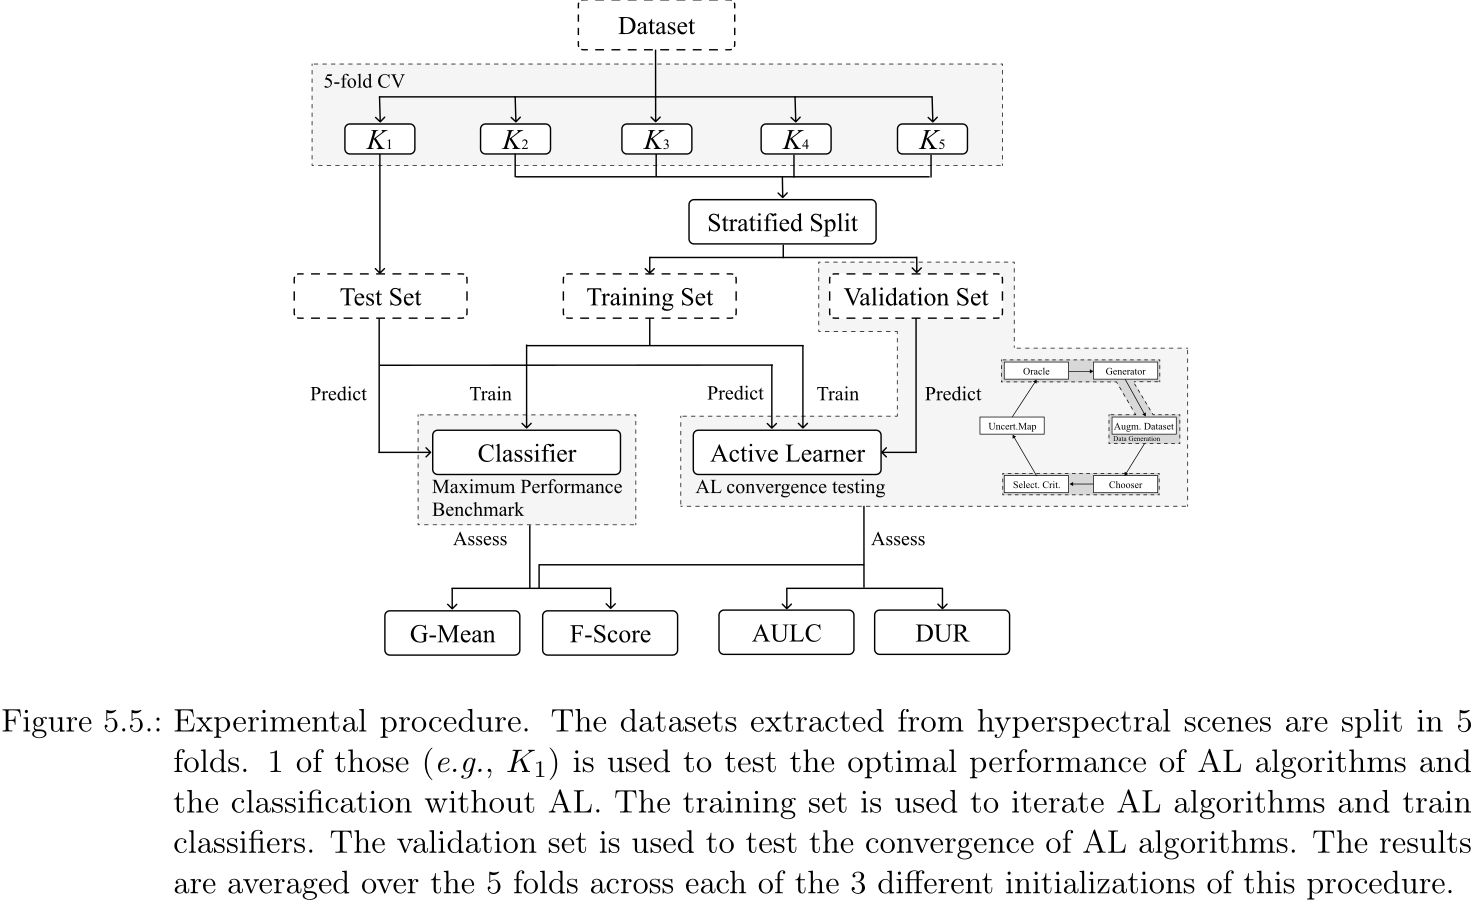 Dataset
5-fold CV
K1 K2 K3 K4 K5
Stratified Split
Test Set Training Set Validation Set
Oracle Generator
Predict Train Predict Train Predict
Uncert.Map Augm. Dataset
Data Generation
Classifier Active Learner
Maximum Performance
Benchmark
AL convergence testing
Select. Crit. Chooser
Assess Assess
G-Mean F-Score AULC DUR
Figure 5.5.: Experimental procedure. The datasets extracted from hyperspectral scenes are split in 5
folds. 1 of those (e.g., K1) is used to test the optimal performance of AL algorithms and
the classification without AL. The training set is used to iterate AL algorithms and train
classifiers. The validation set is used to test the convergence of AL algorithms. The results
are averaged over the 5 folds across each of the 3 different initializations of this procedure.